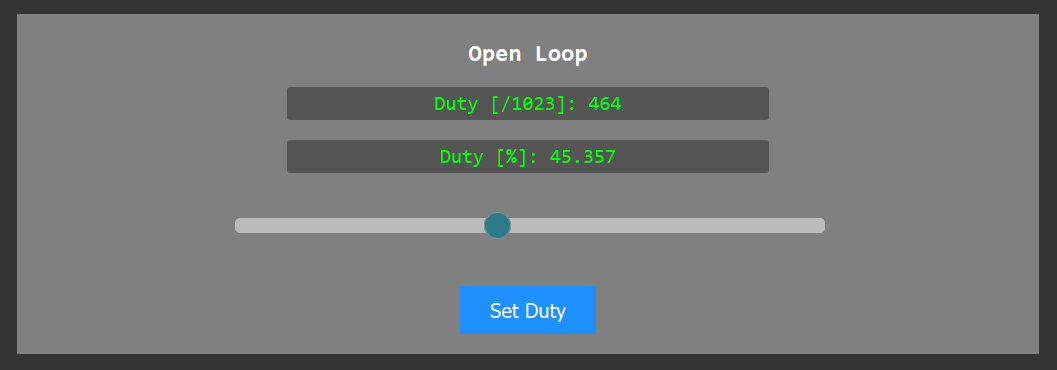 Open Loop
Duty [/1023]: 464
Duty [%]: 45.357
Set Duty